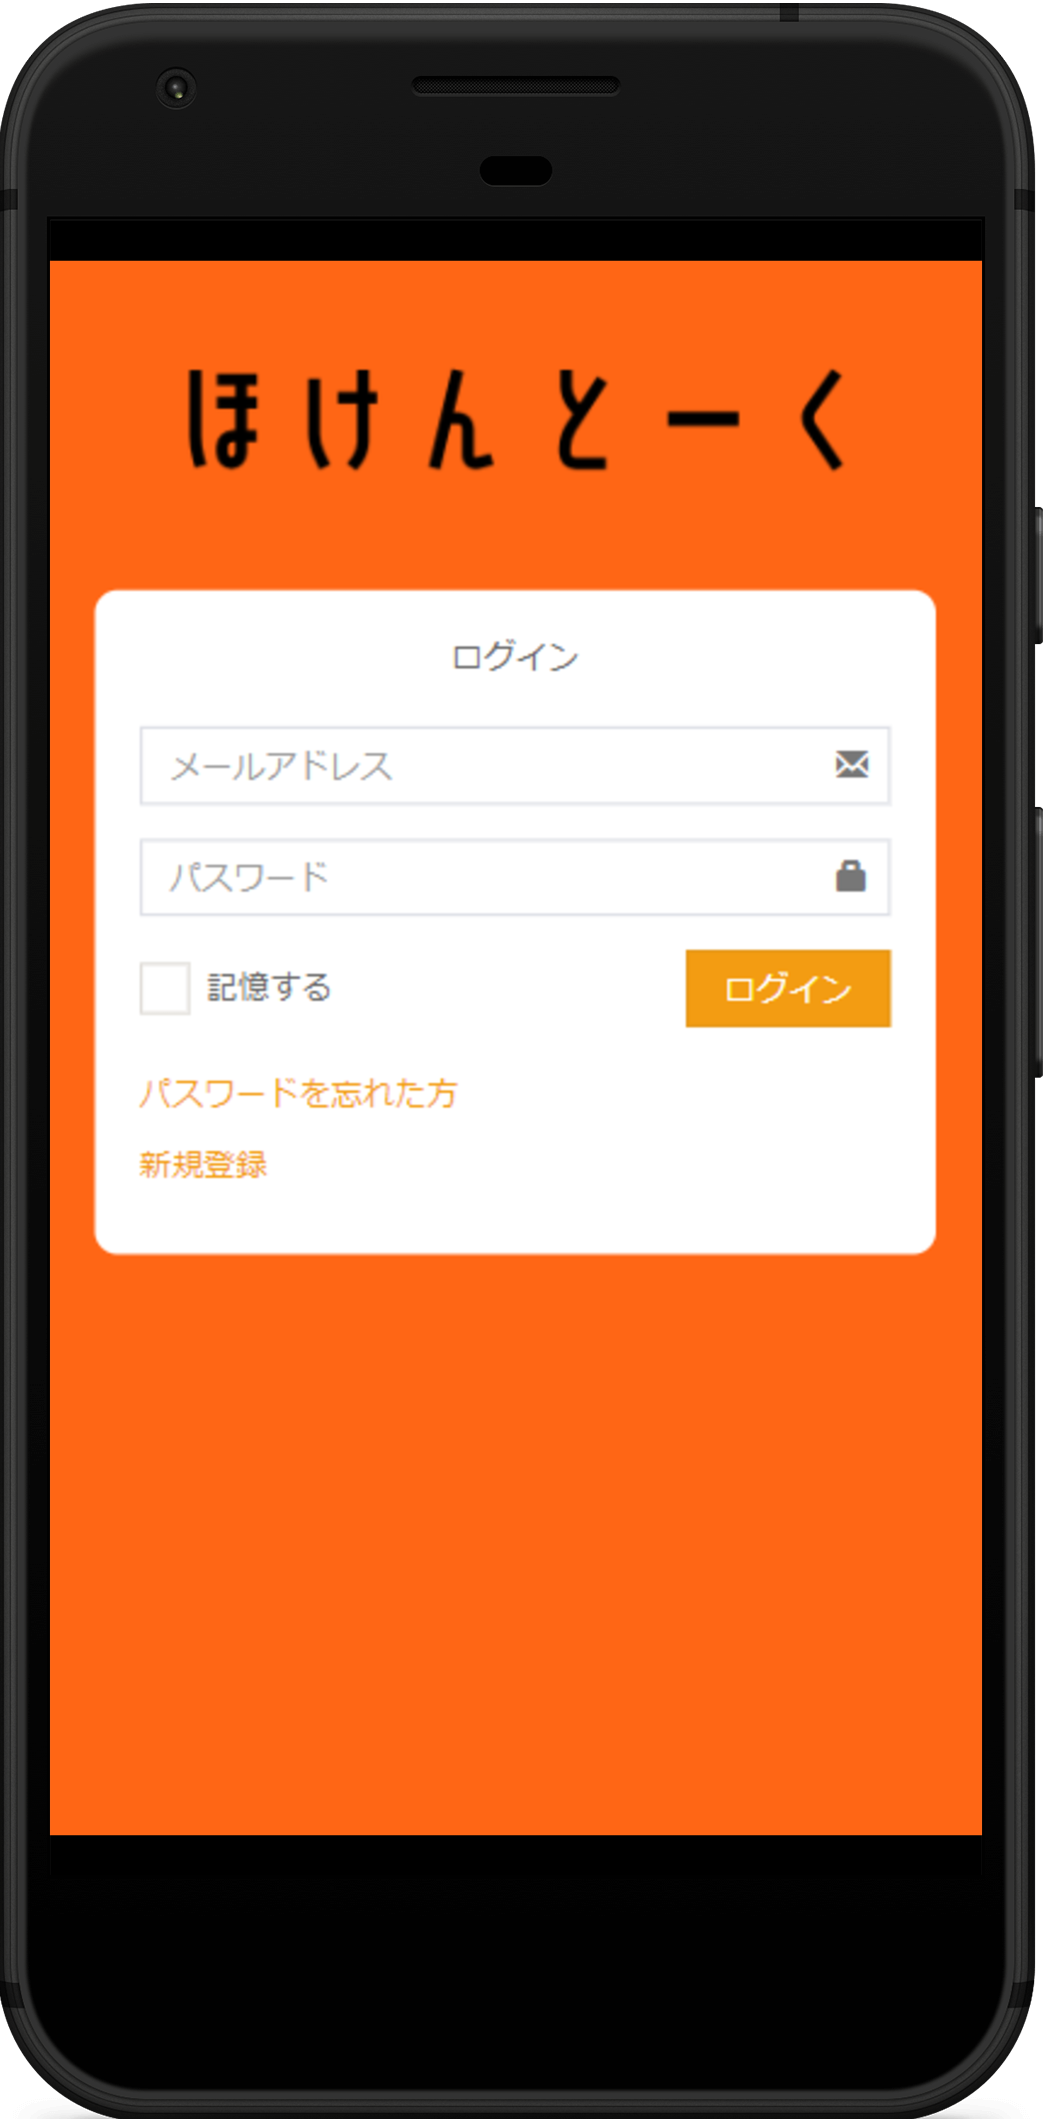 ほけんとーく
ログイン
メールアドレス
パスワード
記憶する ログイン
パスワードを忘れた方
新規登録